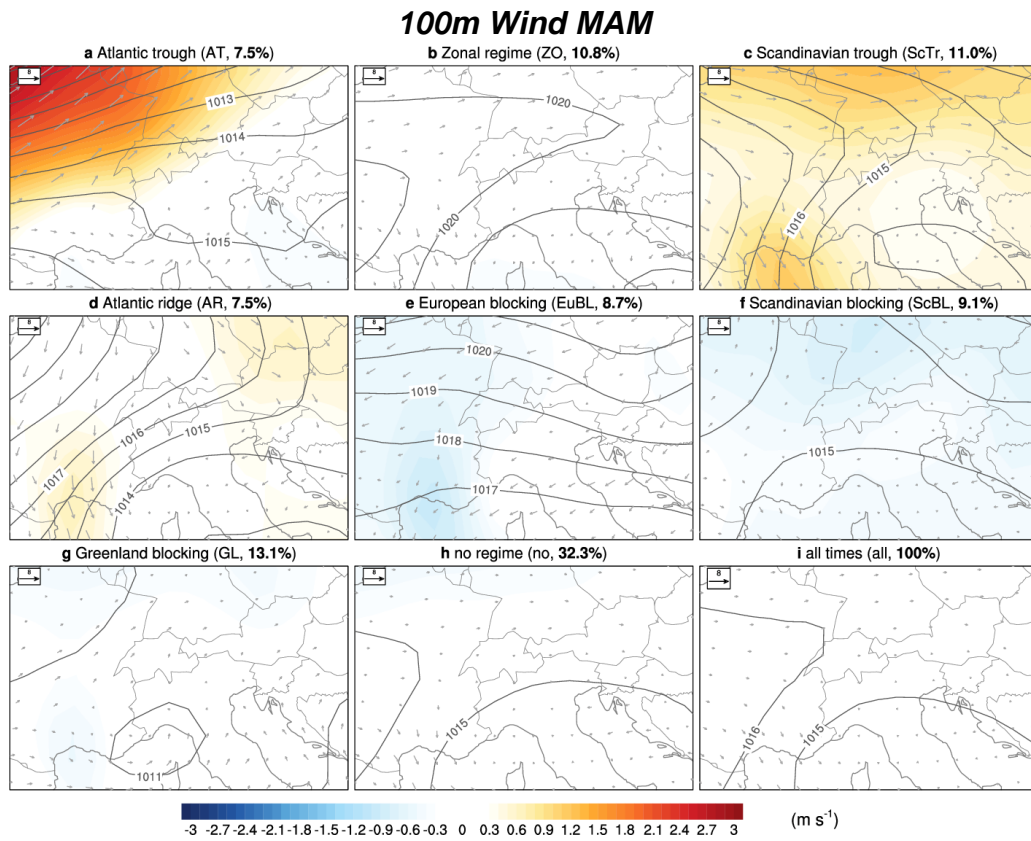 100m Wind MAM
a Atlantic trough (AT, 7.5%)
b Zonal regime (ZO, 10.8%)
c Scandinavian trough (ScTr, 11.0%)
8
8
8
1013
1014
1015
1020
1020
1015
1016
d Atlantic ridge (AR, 7.5%)
e European blocking (EuBL, 8.7%)
f Scandinavian blocking (ScBL, 9.1%)
8
8
8
1016
1015
1017
1014
1020
1019
1018
1017
1015
g Greenland blocking (GL, 13.1%)
h no regime (no, 32.3%)
i all times (all, 100%)
8
8
8
1011
1015
1016
1015
-3 -2.7 -2.4 -2.1 -1.8 -1.5 -1.2 -0.9 -0.6 -0.3 0 0.3 0.6 0.9 1.2 1.5 1.8 2.1 2.4 2.7 3
(m s⁻¹)